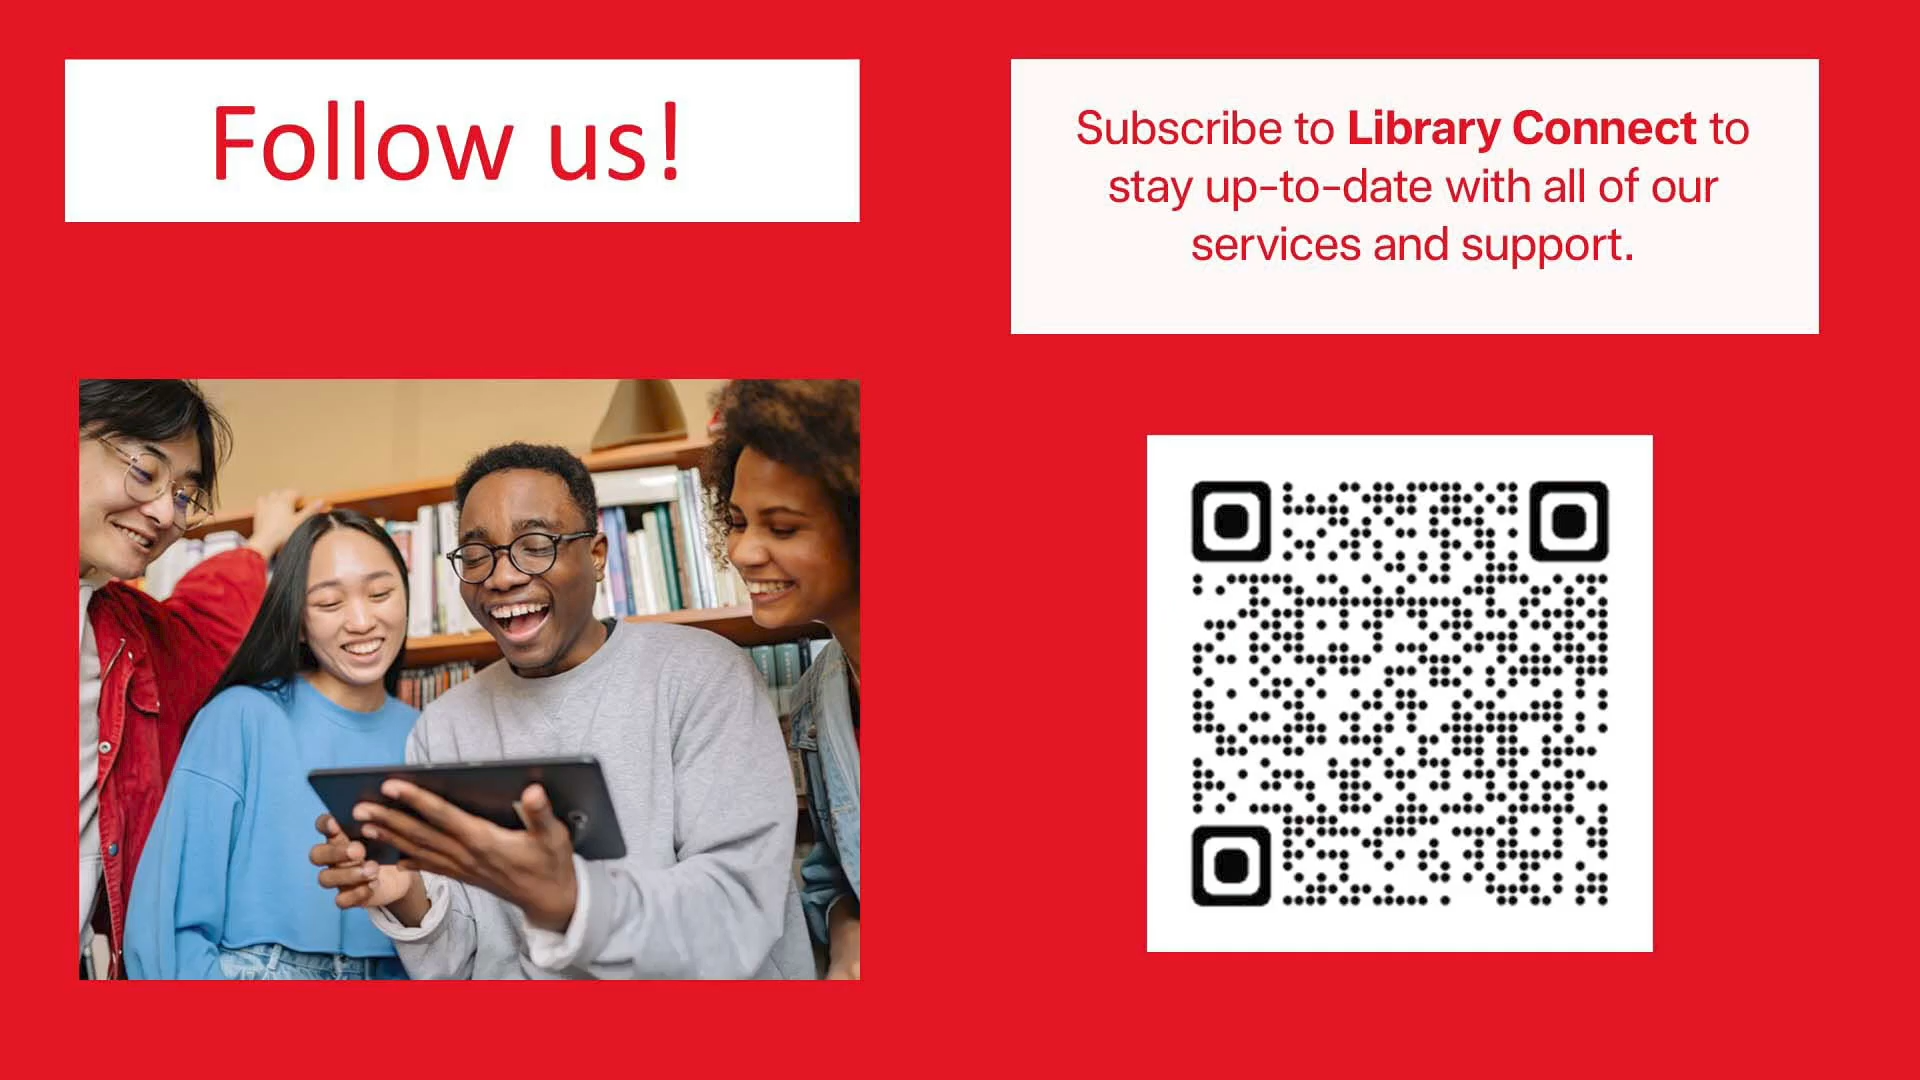 Follow us!
Subscribe to Library Connect to
stay up-to-date with all of our
services and support.